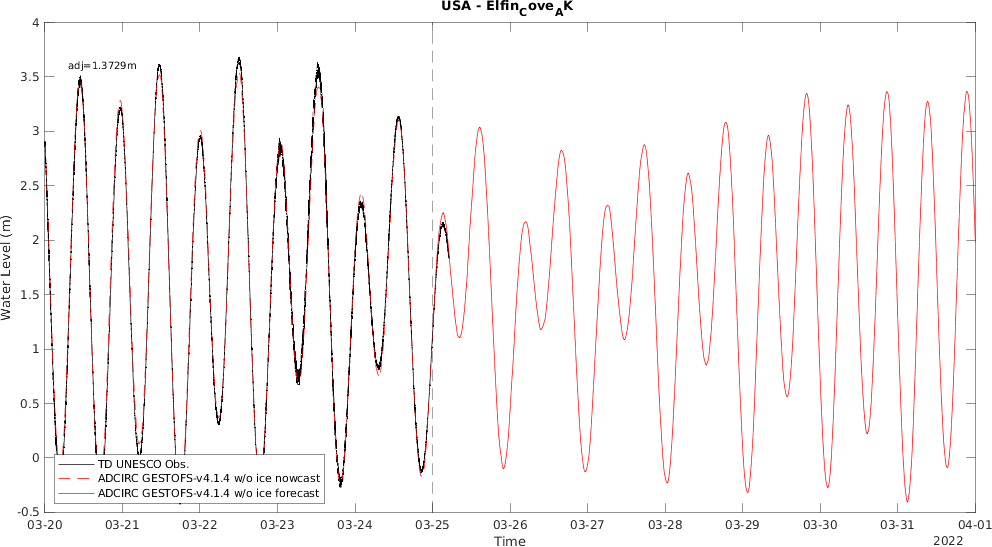 USA - ElfinCoveAK
adj=1.3729m
4
3.5
3
2.5
2
1.5
1
0.5
0
-0.5
Water Level (m)
TD UNESCO Obs.
ADCIRC GESTOFS-v4.1.4 w/o ice nowcast
ADCIRC GESTOFS-v4.1.4 w/o ice forecast
03-20 03-21 03-22 03-23 03-24 03-25 03-26 03-27 03-28 03-29 03-30 03-31 04-01
Time
2022